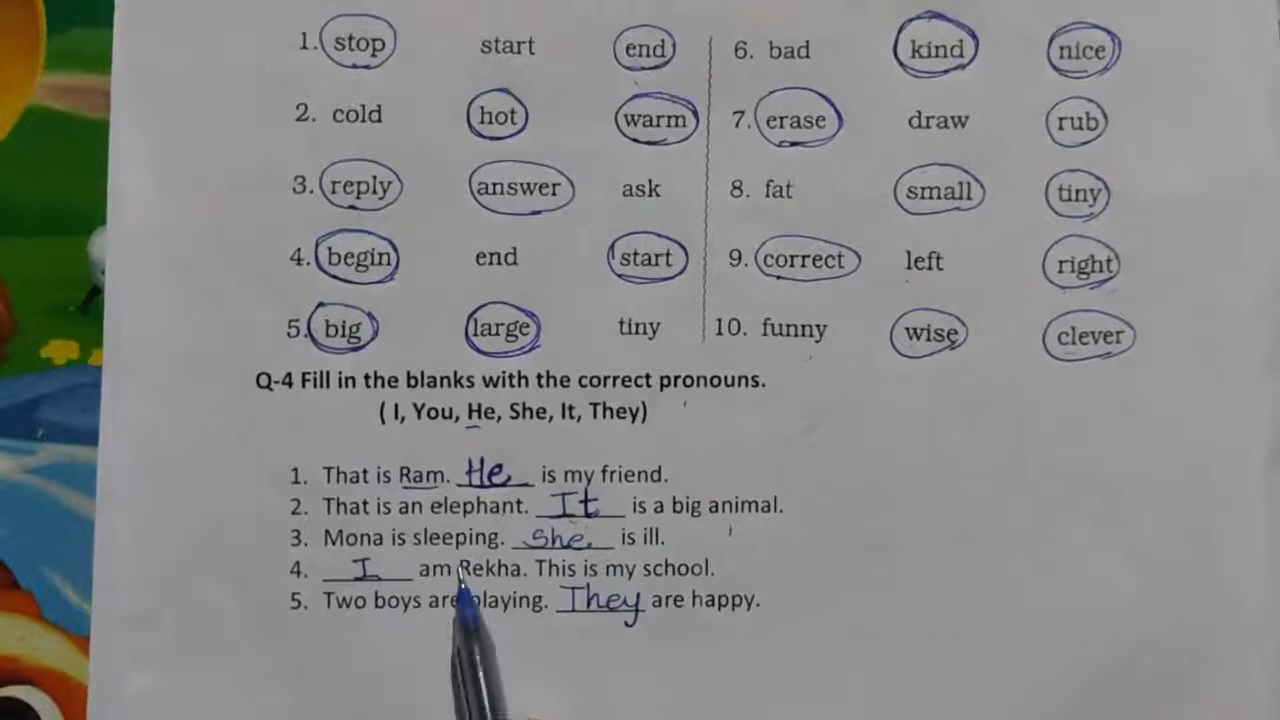 1. stop start end 6. bad kind nice
2. cold hot warm 7. erase draw rub
3. reply answer ask 8. fat small tiny
4. begin end start 9. correct left right
5. big large tiny 10. funny wise clever
Q-4 Fill in the blanks with the correct pronouns.
( I, You, He, She, It, They)
1. That is Ram. He is my friend.
2. That is an elephant. It is a big animal.
3. Mona is sleeping. She is ill.
4. I am Rekha. This is my school.
5. Two boys are playing. They are happy.